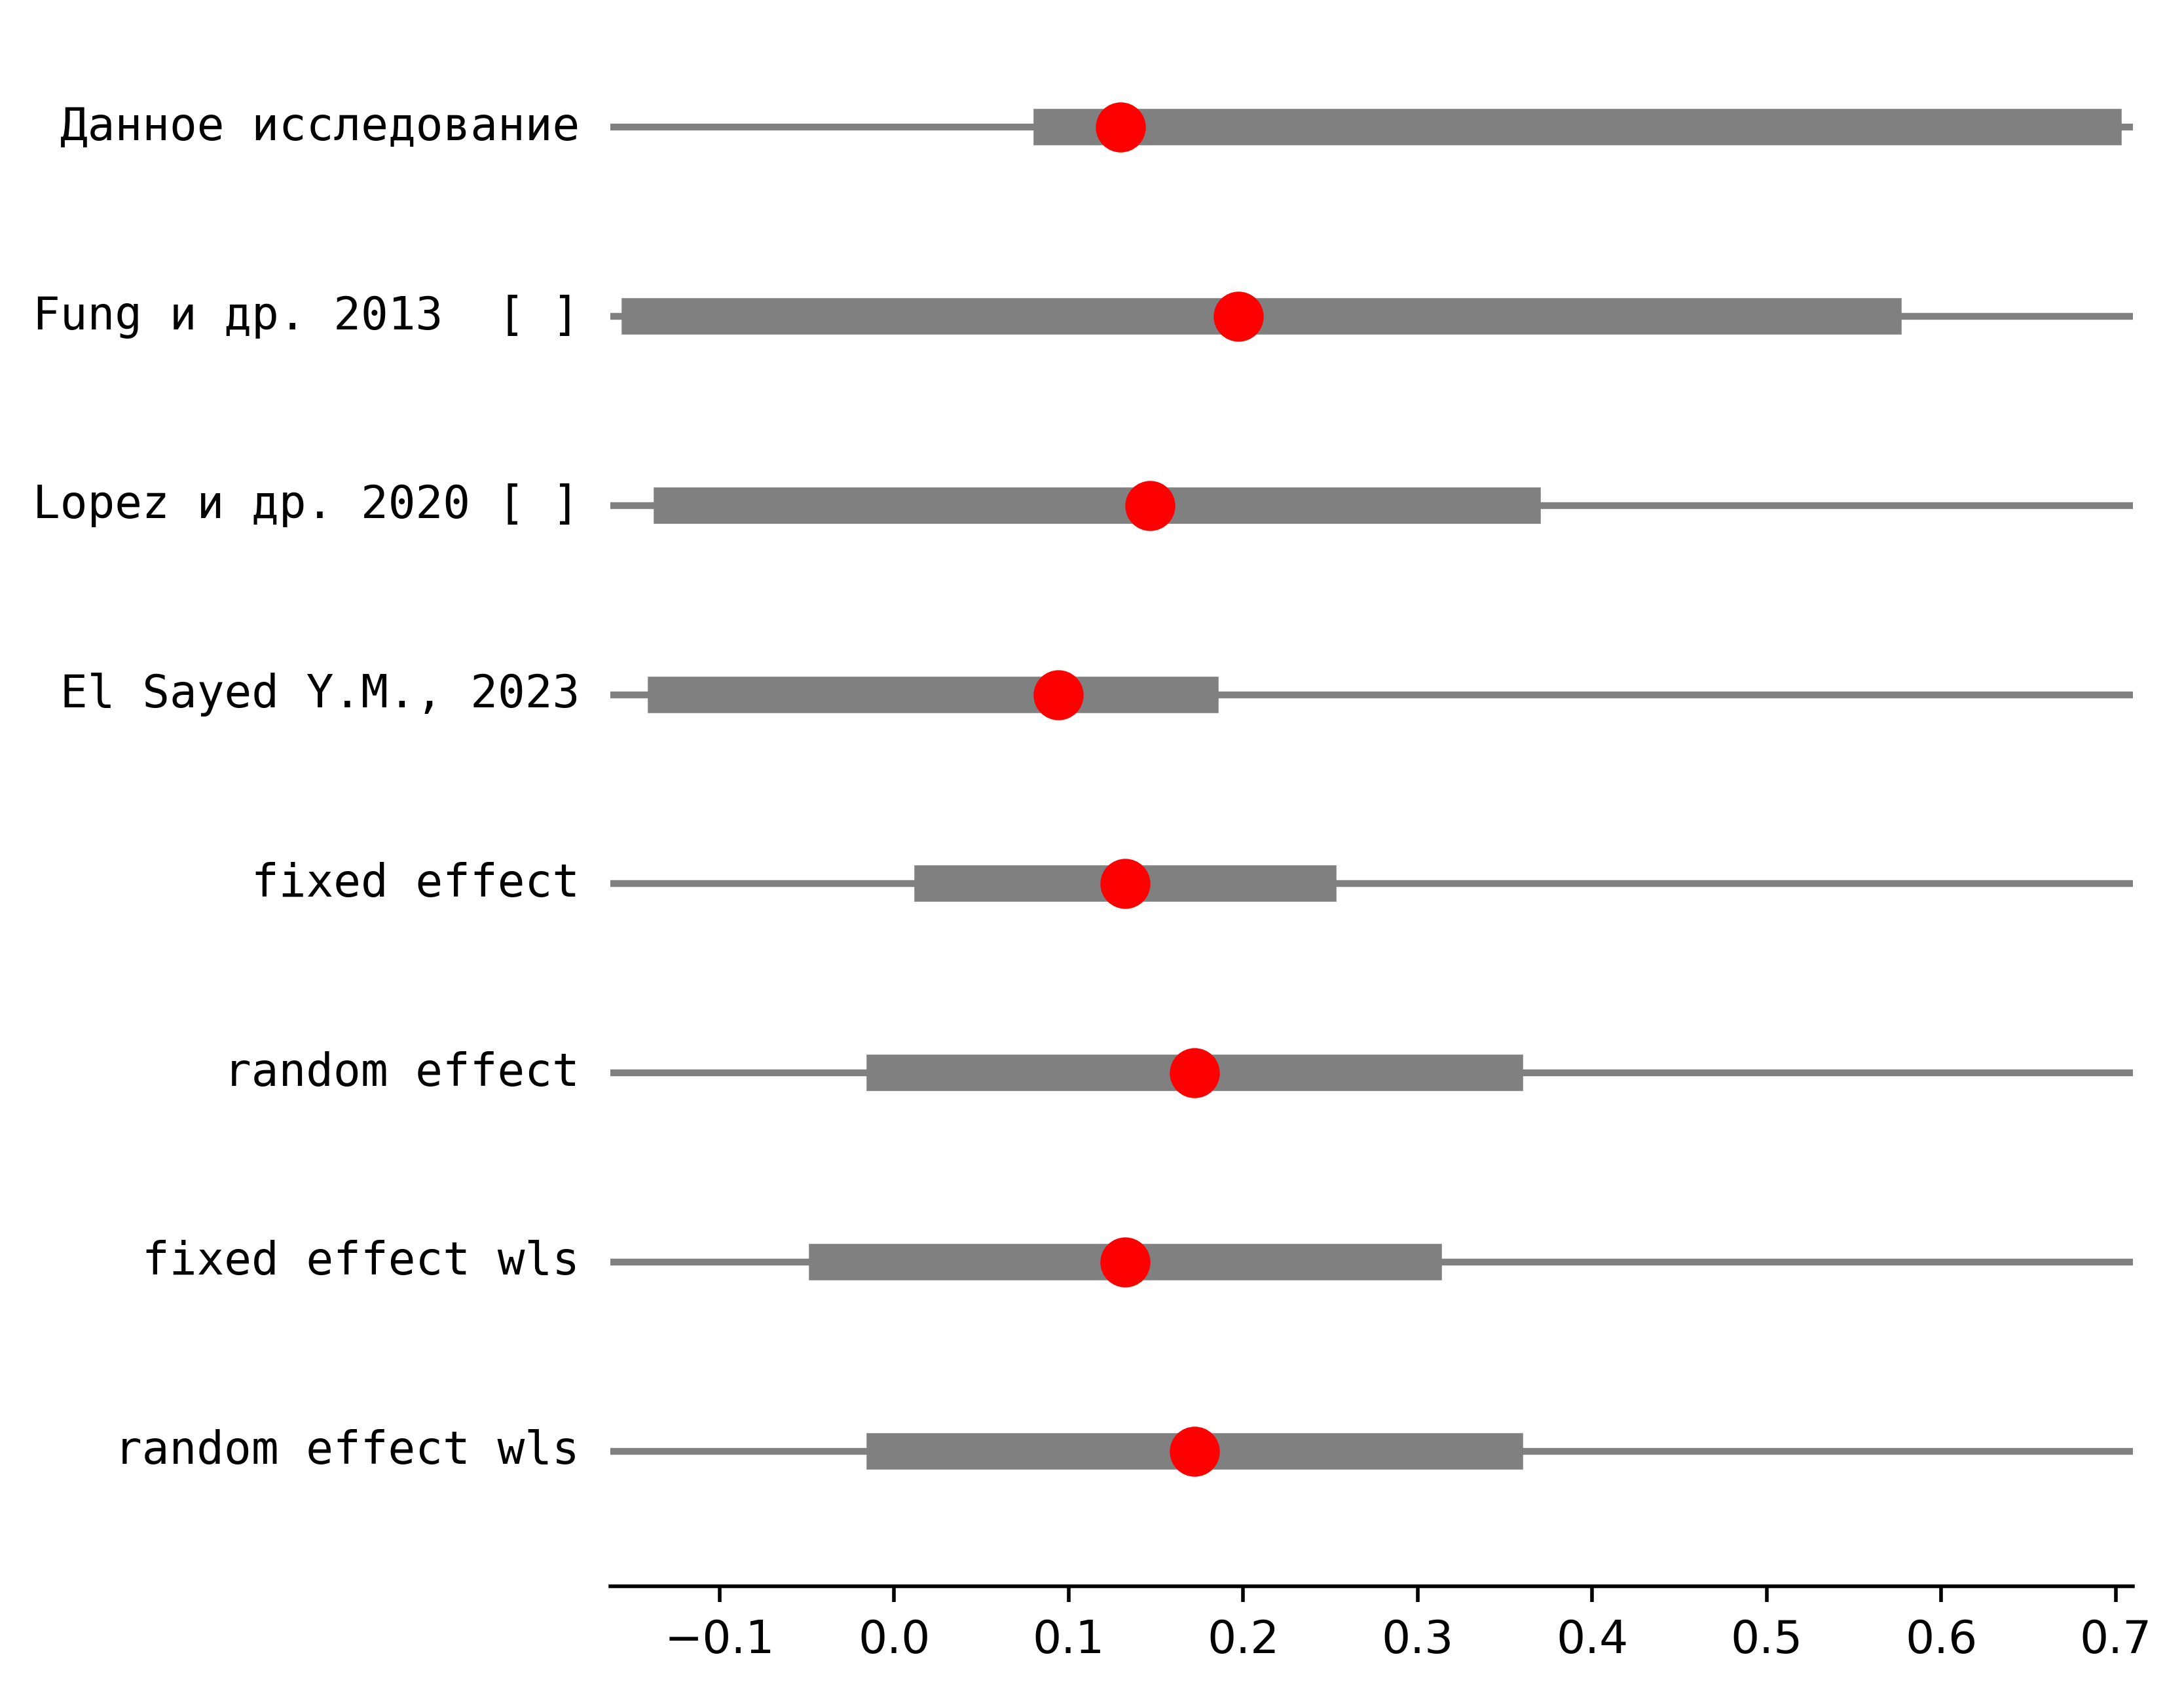 Данное исследование
Fung и др. 2013  [ ]
Lopez и др. 2020 [ ]
El Sayed Y.M., 2023
fixed effect
random effect
fixed effect wls
random effect wls
−0.1 0.0 0.1 0.2 0.3 0.4 0.5 0.6 0.7